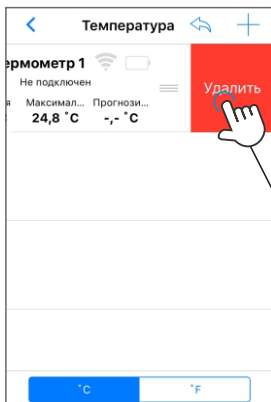 Температура
ермометр 1
Не подключен
Удалить
я Максимал... Прогнози...
24,8 ˚C -,- ˚C
˚C ˚F